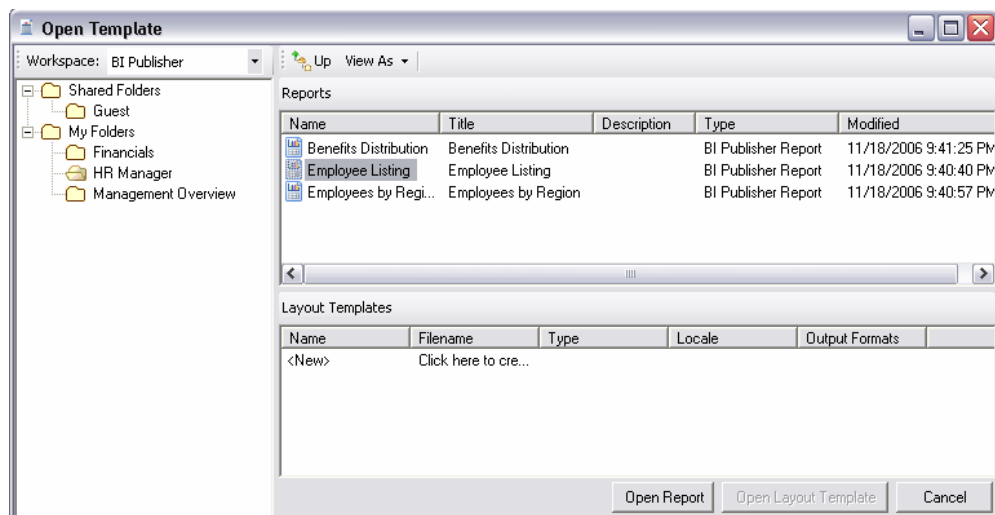 Open Template
Workspace: BI Publisher
Up View As
Shared Folders
Guest
My Folders
Financials
HR Manager
Management Overview
Reports
Name Title Description Type Modified
Benefits Distribution Benefits Distribution BI Publisher Report 11/18/2006 9:41:25 PM
Employee Listing Employee Listing BI Publisher Report 11/18/2006 9:40:40 PM
Employees by Regi... Employees by Region BI Publisher Report 11/18/2006 9:40:57 PM
Layout Templates
Name Filename Type Locale Output Formats
<New> Click here to cre...
Open Report Open Layout Template Cancel